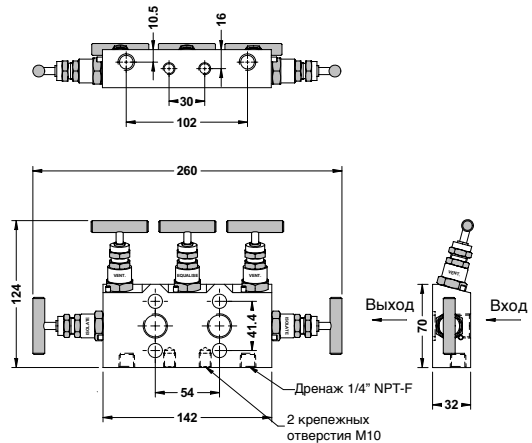 10.5
16
30
102
260
124
VENT.
EQUALISE
VENT.
VENT.
ISOLATE
ISOLATE
41.4
70
Выход
Вход
54
142
32
Дренаж 1/4" NPT-F
2 крепежных
отверстия M10